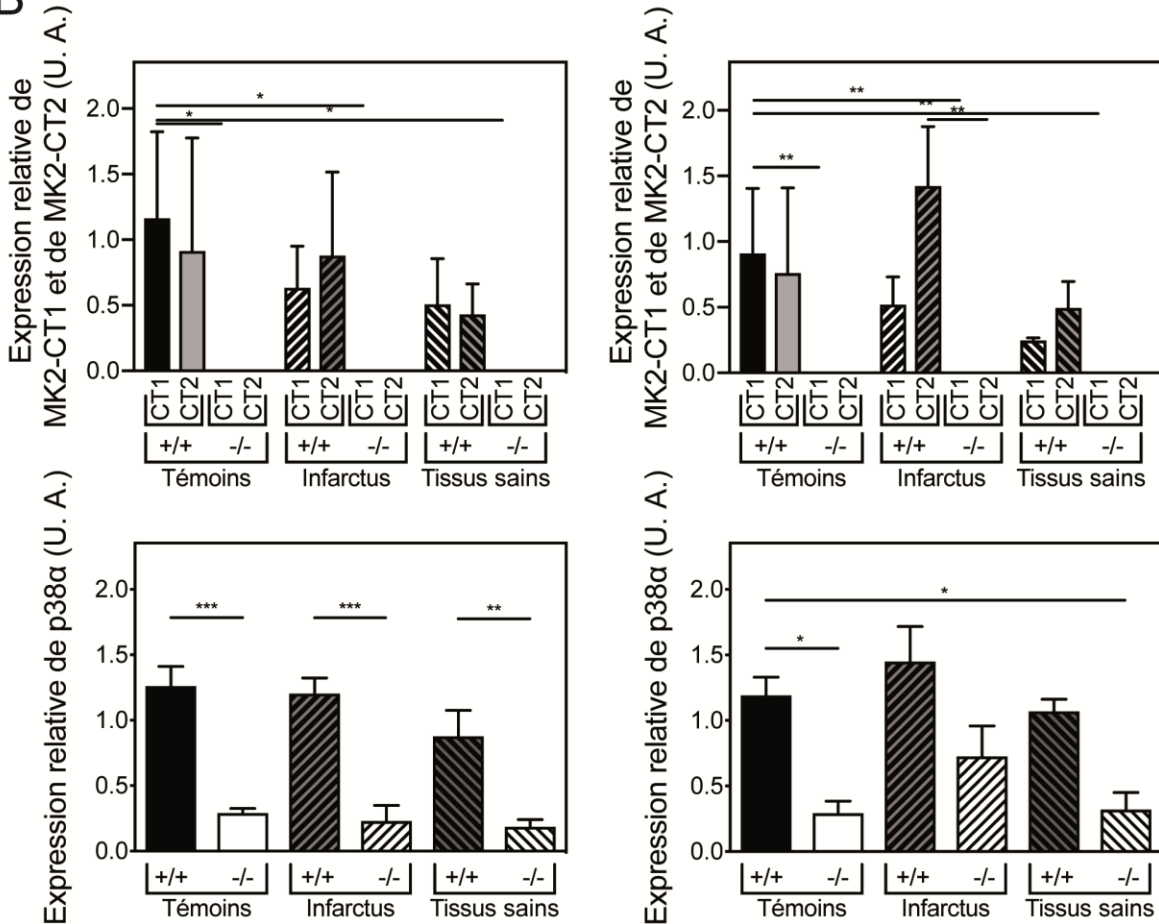 B
Expression relative de
MK2-CT1 et de MK2-CT2 (U. A.)
2.0
1.5
1.0
0.5
0.0
*
*
*
CT1 CT2 CT1 CT2 CT1 CT2 CT1 CT2 CT1 CT2 CT1 CT2
+/+ -/- +/+ -/- +/+ -/-
Témoins Infarctus Tissus sains
Expression relative de
MK2-CT1 et de MK2-CT2 (U. A.)
2.0
1.5
1.0
0.5
0.0
**
**
**
**
CT1 CT2 CT1 CT2 CT1 CT2 CT1 CT2 CT1 CT2 CT1 CT2
+/+ -/- +/+ -/- +/+ -/-
Témoins Infarctus Tissus sains
Expression relative de p38α (U. A.)
2.0
1.5
1.0
0.5
0.0
*** *** **
+/+ -/- +/+ -/- +/+ -/-
Témoins Infarctus Tissus sains
Expression relative de p38α (U. A.)
2.0
1.5
1.0
0.5
0.0
*
*
+/+ -/- +/+ -/- +/+ -/-
Témoins Infarctus Tissus sains